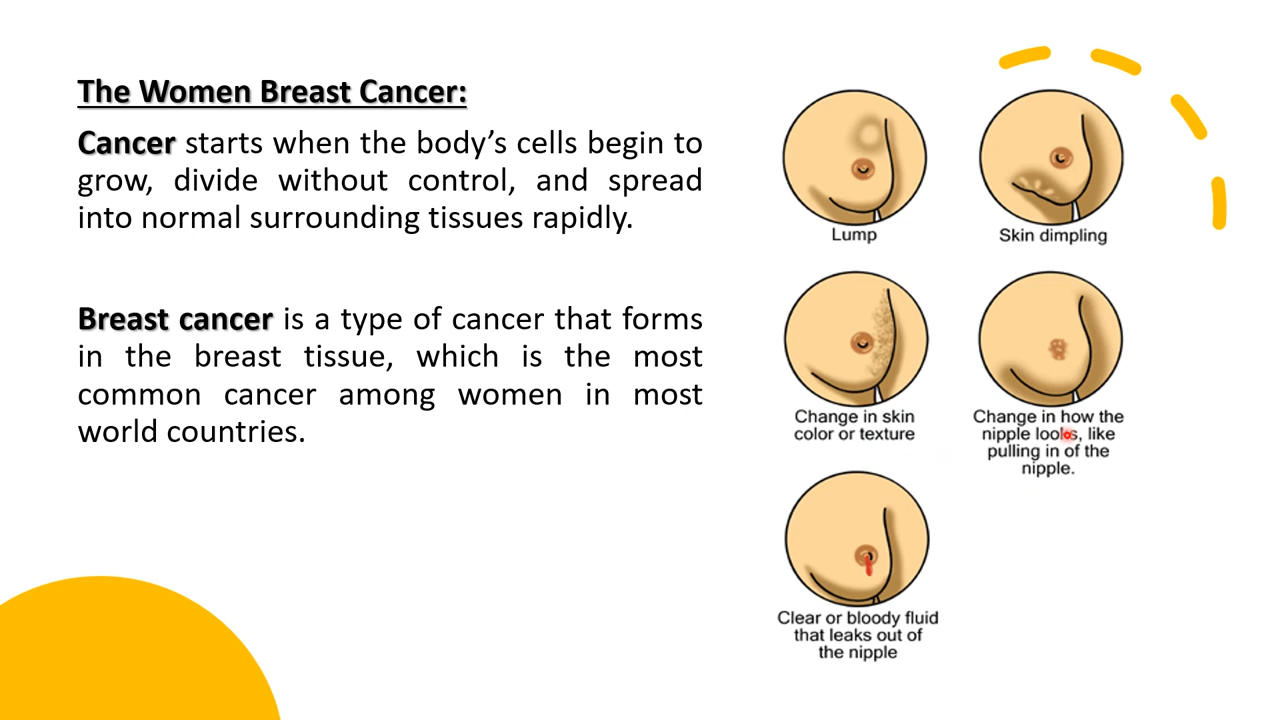 The Women Breast Cancer:
Cancer starts when the body’s cells begin to
grow, divide without control, and spread
into normal surrounding tissues rapidly.
Breast cancer is a type of cancer that forms
in the breast tissue, which is the most
common cancer among women in most
world countries.
Lump
Skin dimpling
Change in skin
color or texture
Change in how the
nipple looks, like
pulling in of the
nipple.
Clear or bloody fluid
that leaks out of
the nipple